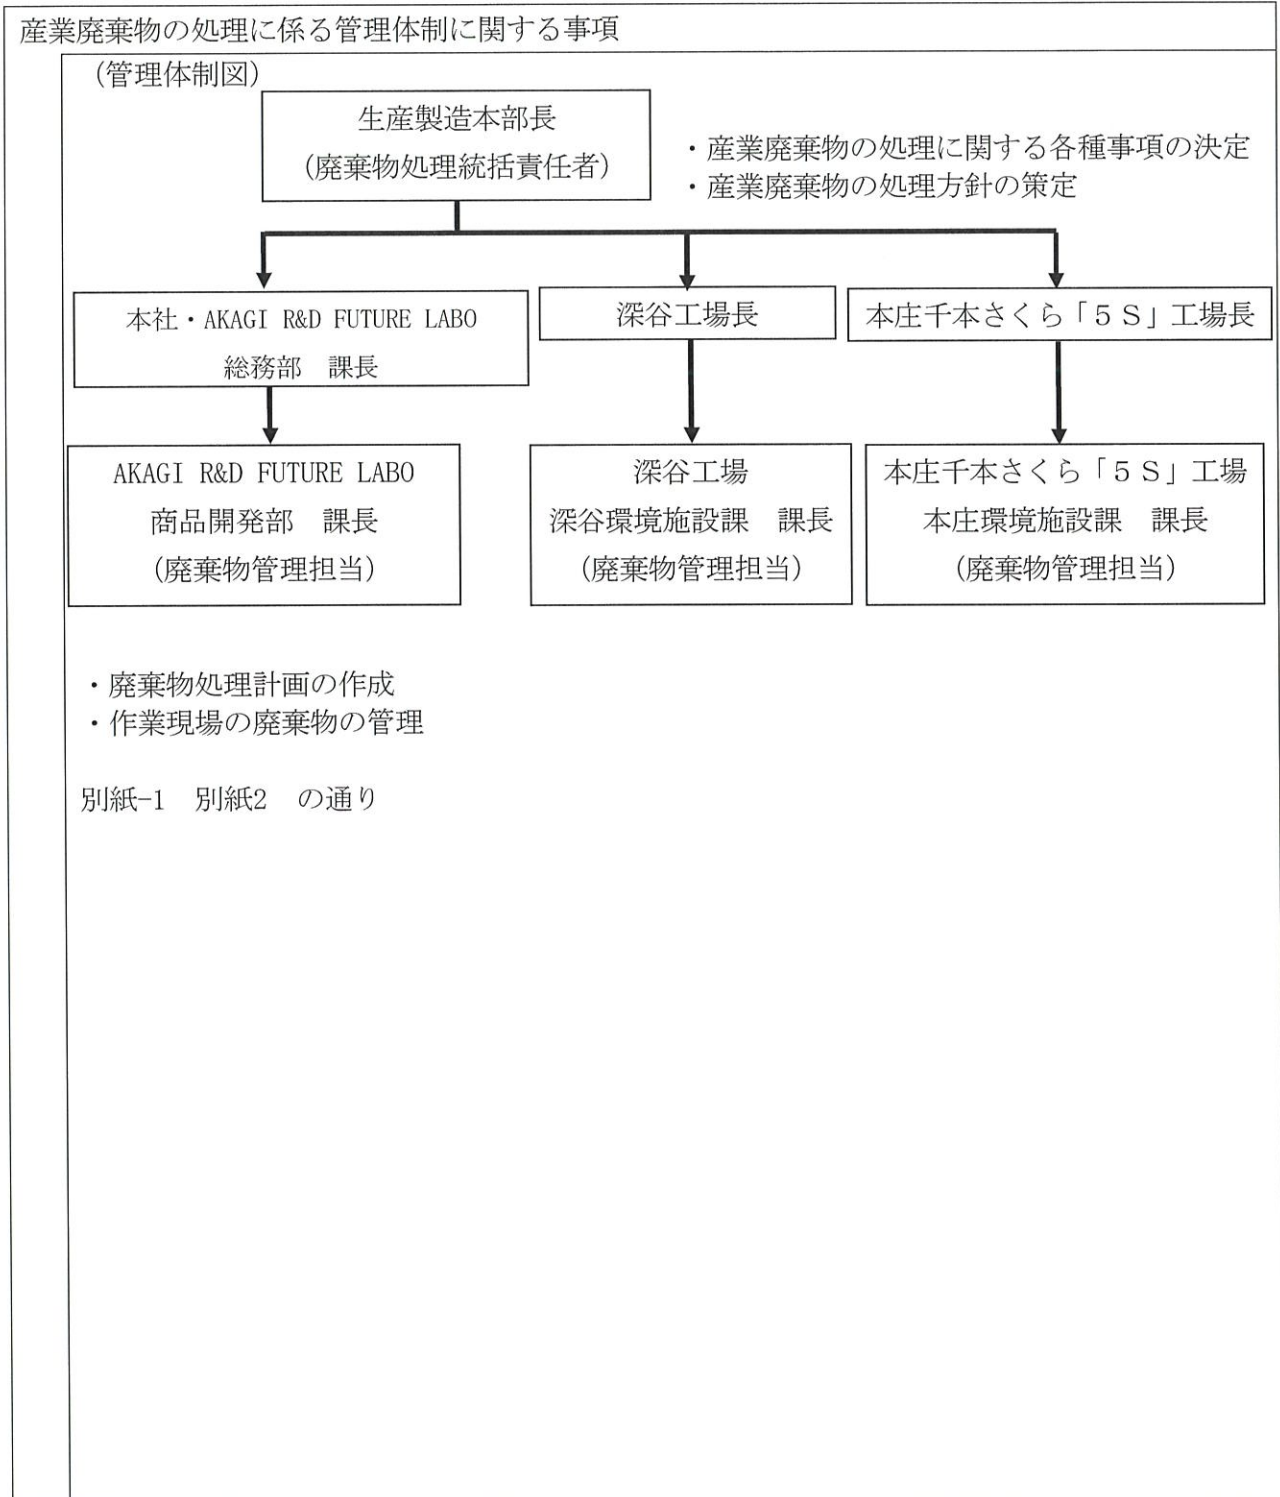 産業廃棄物の処理に係る管理体制に関する事項
（管理体制図）
生産製造本部長
（廃棄物処理統括責任者）
・産業廃棄物の処理に関する各種事項の決定
・産業廃棄物の処理方針の策定
本社・AKAGI R&D FUTURE LABO
総務部　課長
深谷工場長
本庄千本さくら「５Ｓ」工場長
AKAGI R&D FUTURE LABO
商品開発部　課長
（廃棄物管理担当）
深谷工場
深谷環境施設課　課長
（廃棄物管理担当）
本庄千本さくら「５Ｓ」工場
本庄環境施設課　課長
（廃棄物管理担当）
・廃棄物処理計画の作成
・作業現場の廃棄物の管理
別紙-1　別紙2　の通り